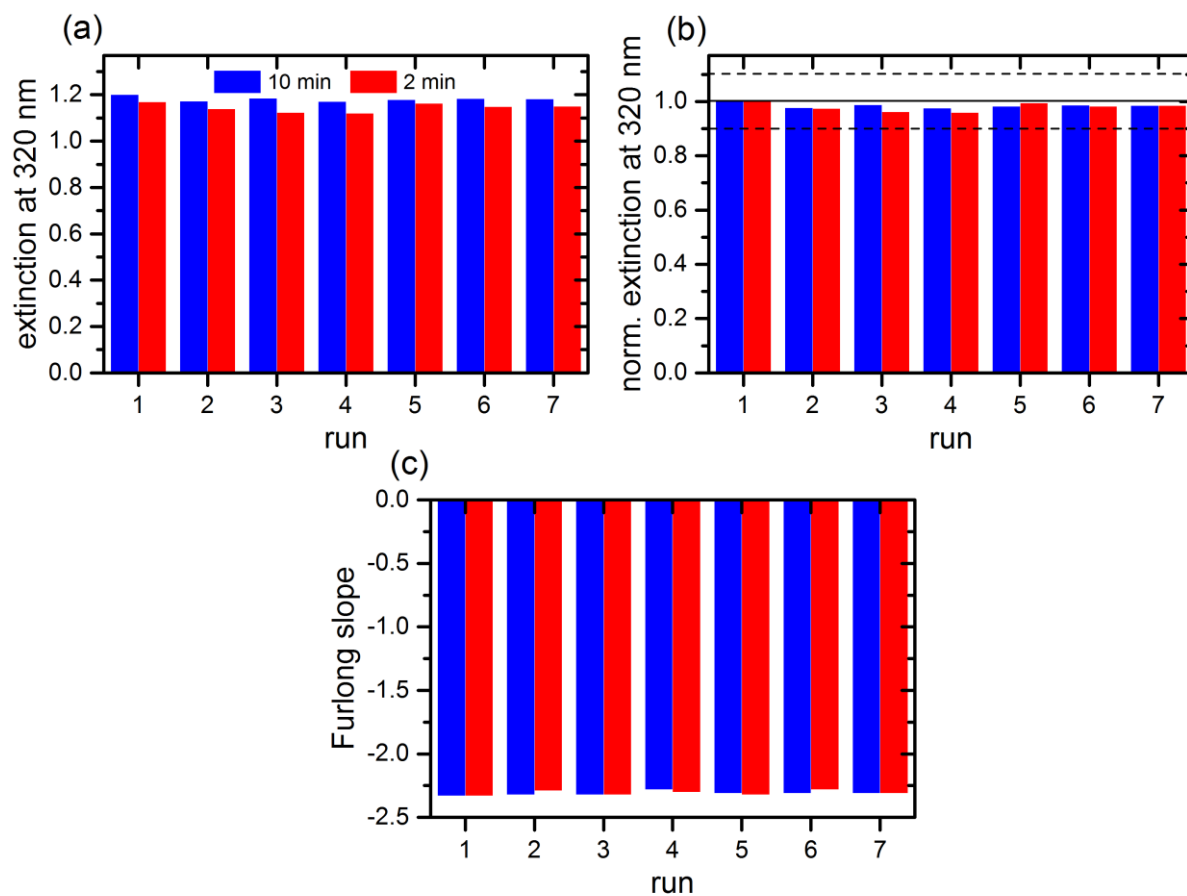 (a)
extinction at 320 nm
10 min 2 min
1.2
1.0
0.8
0.6
0.4
0.2
0.0
1 2 3 4 5 6 7
run
(b)
norm. extinction at 320 nm
1.0
0.8
0.6
0.4
0.2
0.0
1 2 3 4 5 6 7
run
(c)
Furlong slope
0.0
-0.5
-1.0
-1.5
-2.0
-2.5
1 2 3 4 5 6 7
run